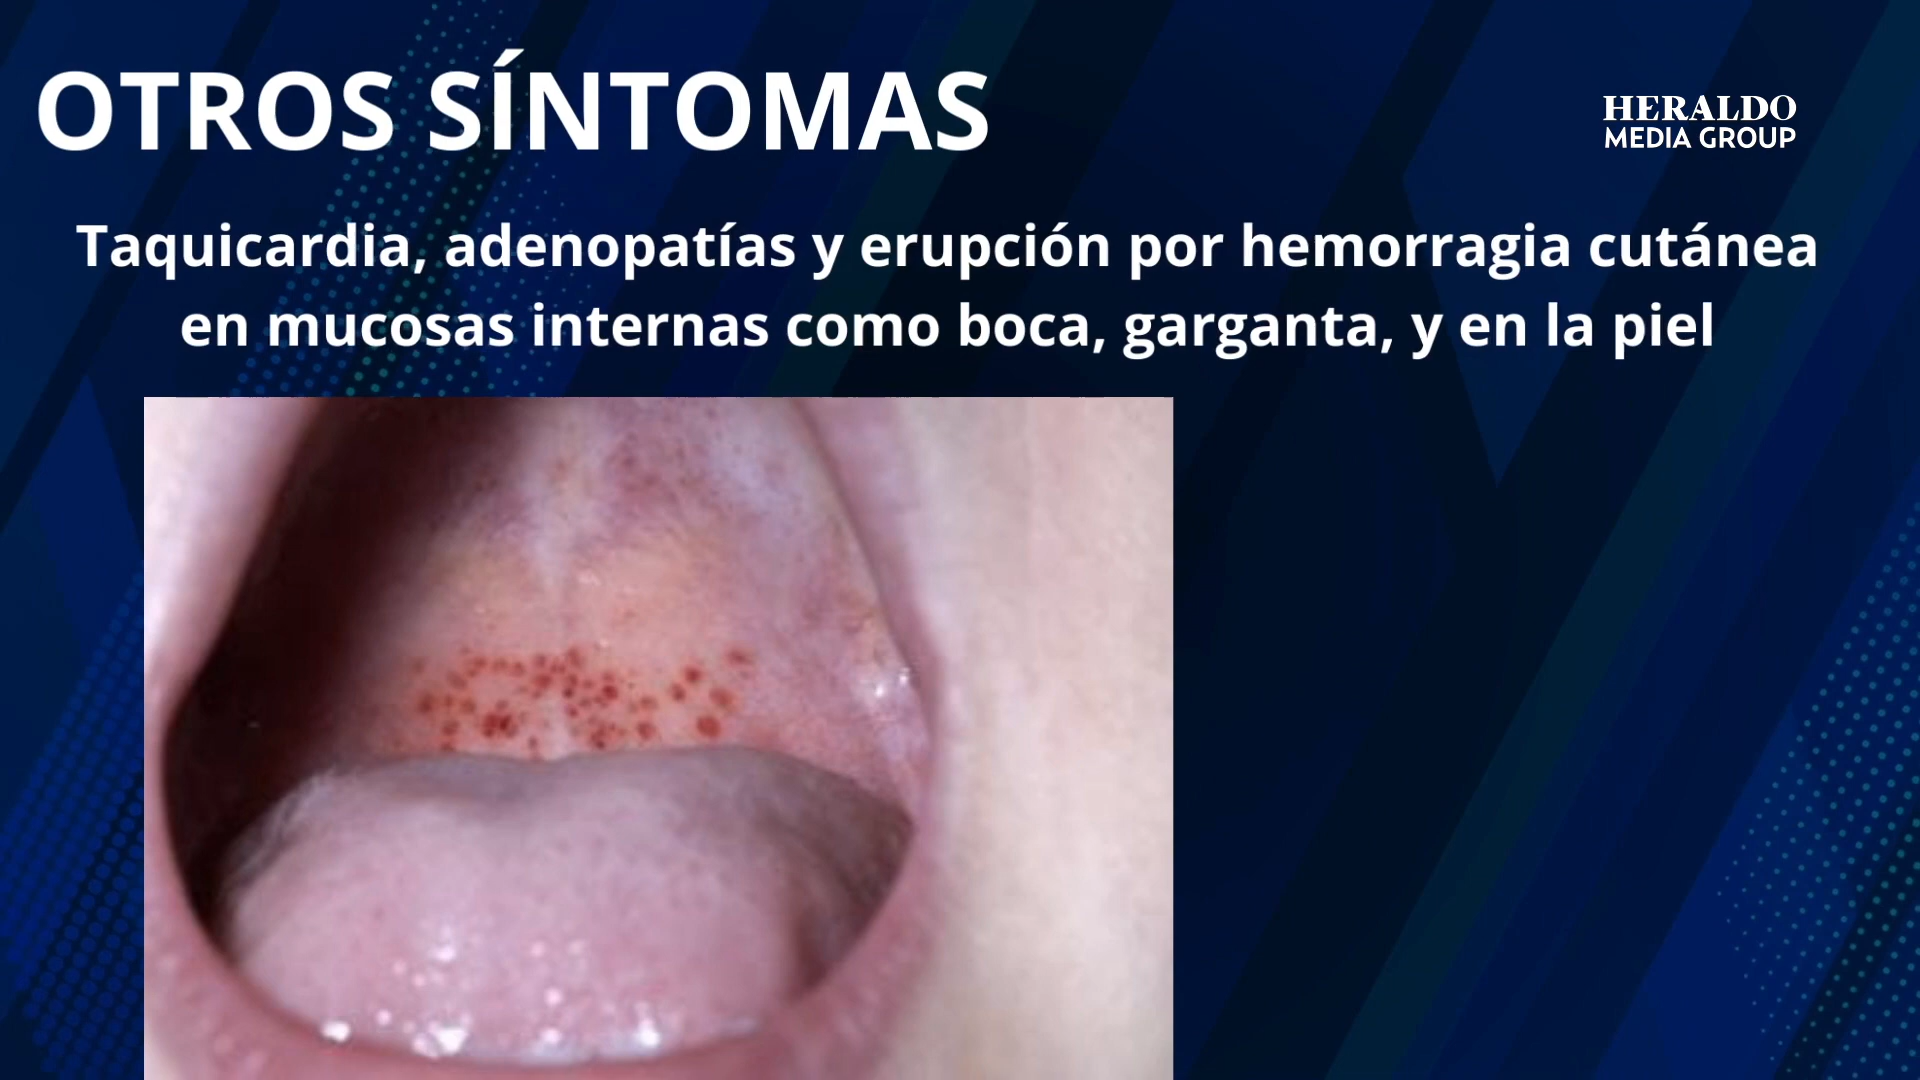 OTROS SÍNTOMAS
HERALDO
MEDIA GROUP
Taquicardia, adenopatías y erupción por hemorragia cutánea
en mucosas internas como boca, garganta, y en la piel